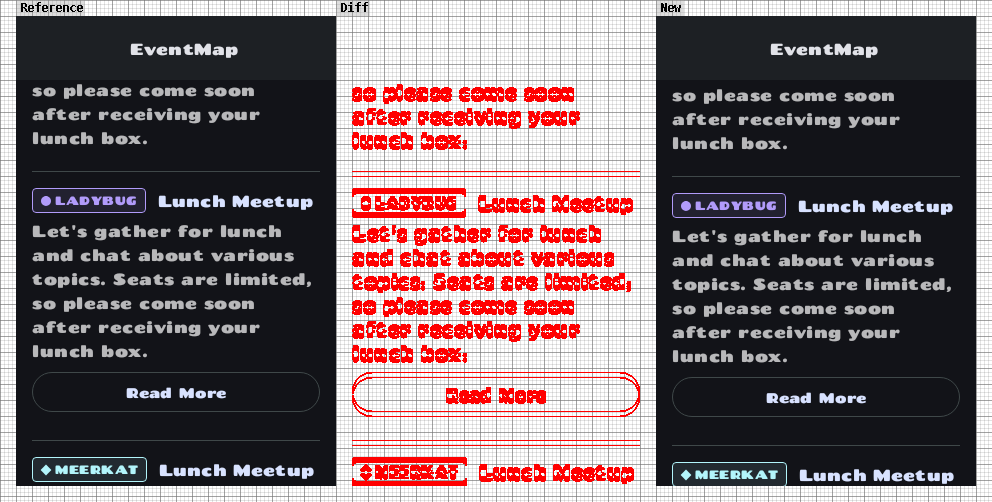 Reference
Diff
New
EventMap
so please come soon
after receiving your
lunch box.
LADYBUG Lunch Meetup
Let's gather for lunch
and chat about various
topics. Seats are limited,
so please come soon
after receiving your
lunch box.
Read More
MEERKAT Lunch Meetup
so please come soon
after receiving your
lunch box.
LADYBUG Lunch Meetup
Let's gather for lunch
and chat about various
topics. Seats are limited,
so please come soon
after receiving your
lunch box.
Read More
MEERKAT Lunch Meetup
EventMap
so please come soon
after receiving your
lunch box.
LADYBUG Lunch Meetup
Let's gather for lunch
and chat about various
topics. Seats are limited,
so please come soon
after receiving your
lunch box.
Read More
MEERKAT Lunch Meetup